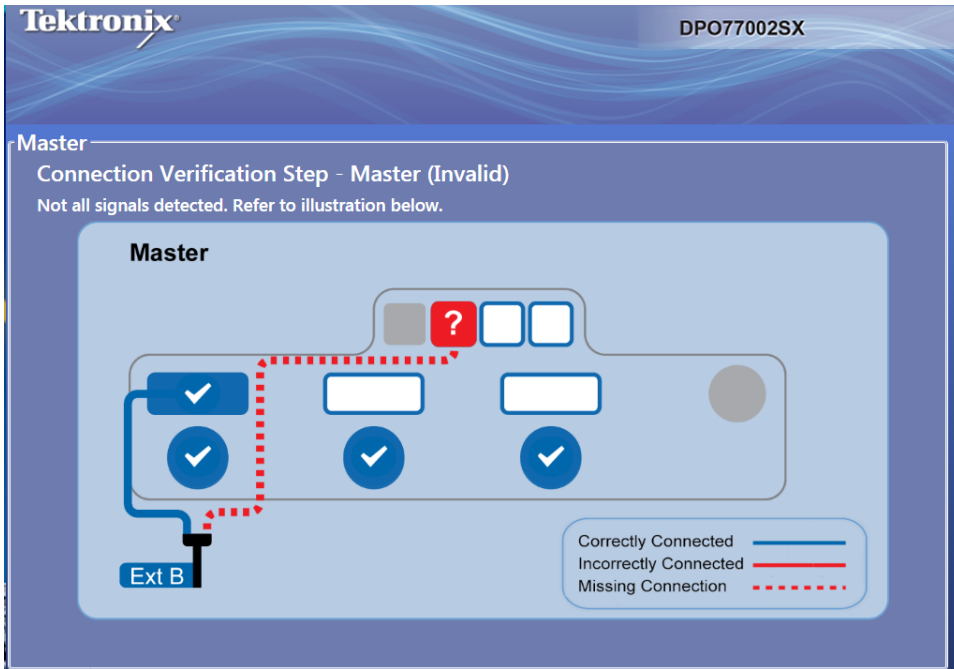 Tektronix
DPO77002SX
Master
Connection Verification Step - Master (Invalid)
Not all signals detected. Refer to illustration below.
Master
?
Ext B
Correctly Connected
Incorrectly Connected
Missing Connection